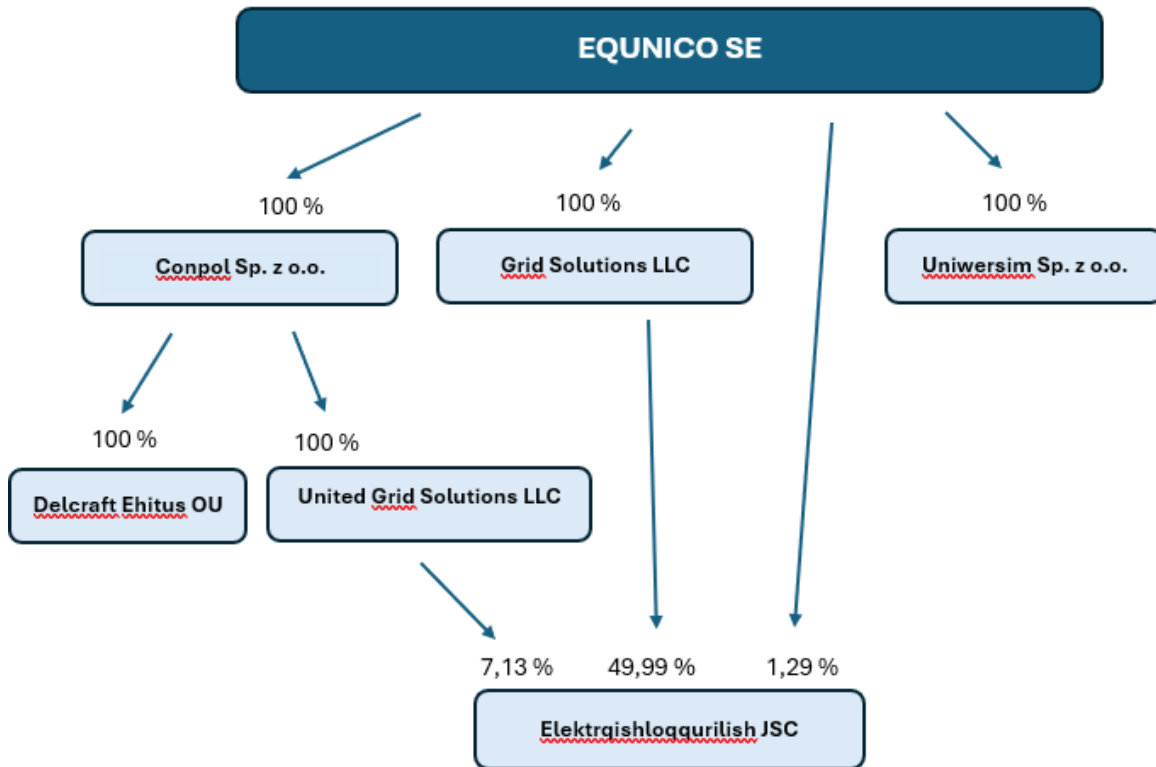 EQUNICO SE
100 %
100 %
100 %
Conpol Sp. z o.o.
Grid Solutions LLC
Uniwersim Sp. z o.o.
100 %
100 %
Delcraft Ehitus OU
United Grid Solutions LLC
7,13 %
49,99 %
1,29 %
Elektrqishloqqurilish JSC